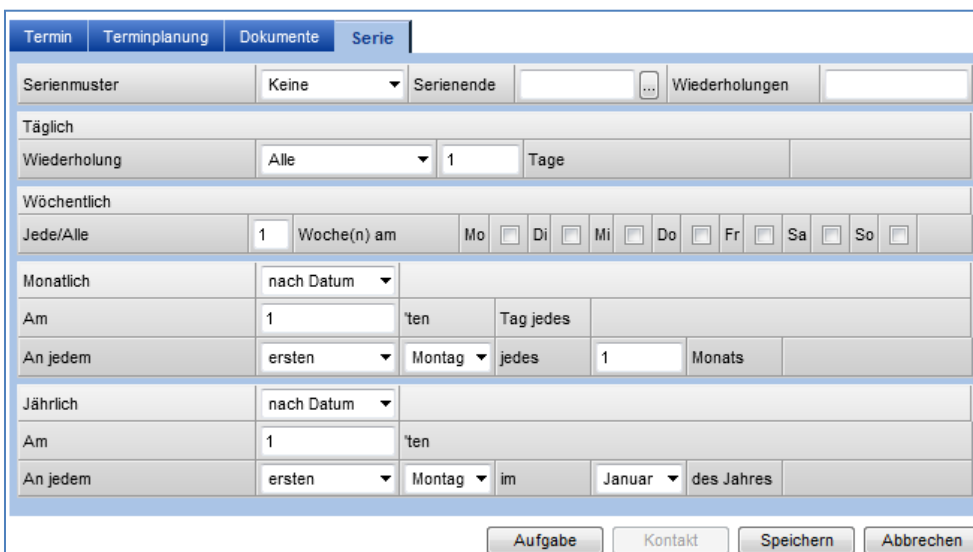 Termin Terminplanung Dokumente Serie
Serienmuster Keine Serienende ... Wiederholungen
Täglich
Wiederholung Alle 1 Tage
Wöchentlich
Jede/Alle 1 Woche(n) am Mo Di Mi Do Fr Sa So
Monatlich nach Datum
Am 1 'ten Tag jedes
An jedem ersten Montag jedes 1 Monats
Jährlich nach Datum
Am 1 'ten
An jedem ersten Montag im Januar des Jahres
Aufgabe Kontakt Speichern Abbrechen